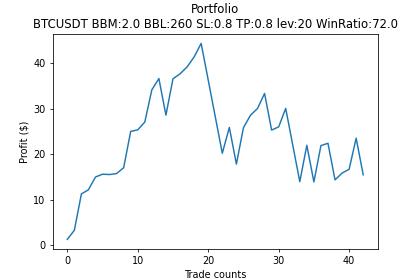 Portfolio
BTCUSDT BBM:2.0 BBL:260 SL:0.8 TP:0.8 lev:20 WinRatio:72.0
Profit ($)
40
30
20
10
0
0 10 20 30 40
Trade counts